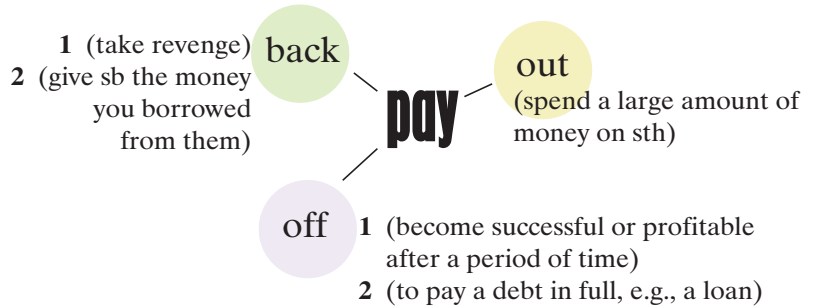 back
1 (take revenge)
2 (give sb the money
you borrowed
from them)
pay
out
(spend a large amount of
money on sth)
off
1 (become successful or profitable
after a period of time)
2 (to pay a debt in full, e.g., a loan)